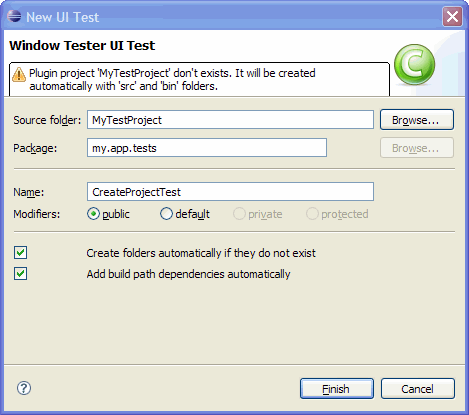 New UI Test
Window Tester UI Test
Plugin project 'MyTestProject' don't exists. It will be created
automatically with 'src' and 'bin' folders.
Source folder: MyTestProject Browse...
Package: my.app.tests Browse...
Name: CreateProjectTest
Modifiers: public default private protected
Create folders automatically if they do not exist
Add build path dependencies automatically
Finish Cancel